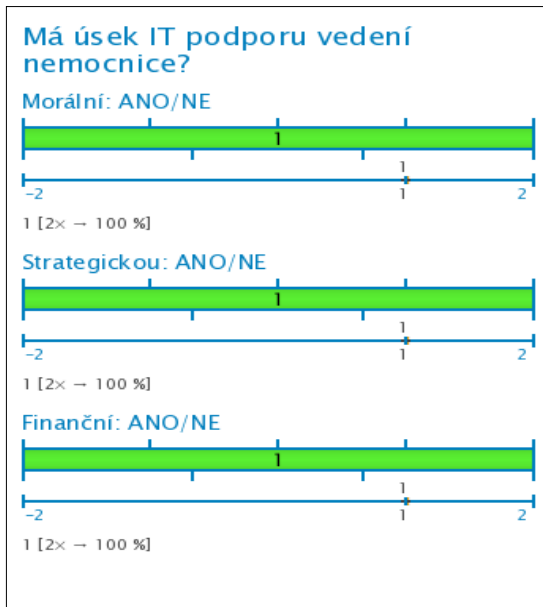 Má úsek IT podporu vedení
nemocnice?
Morální: ANO/NE
1
1
-2 1 2
1 [2× → 100 %]
Strategickou: ANO/NE
1
1
-2 1 2
1 [2× → 100 %]
Finanční: ANO/NE
1
1
-2 1 2
1 [2× → 100 %]